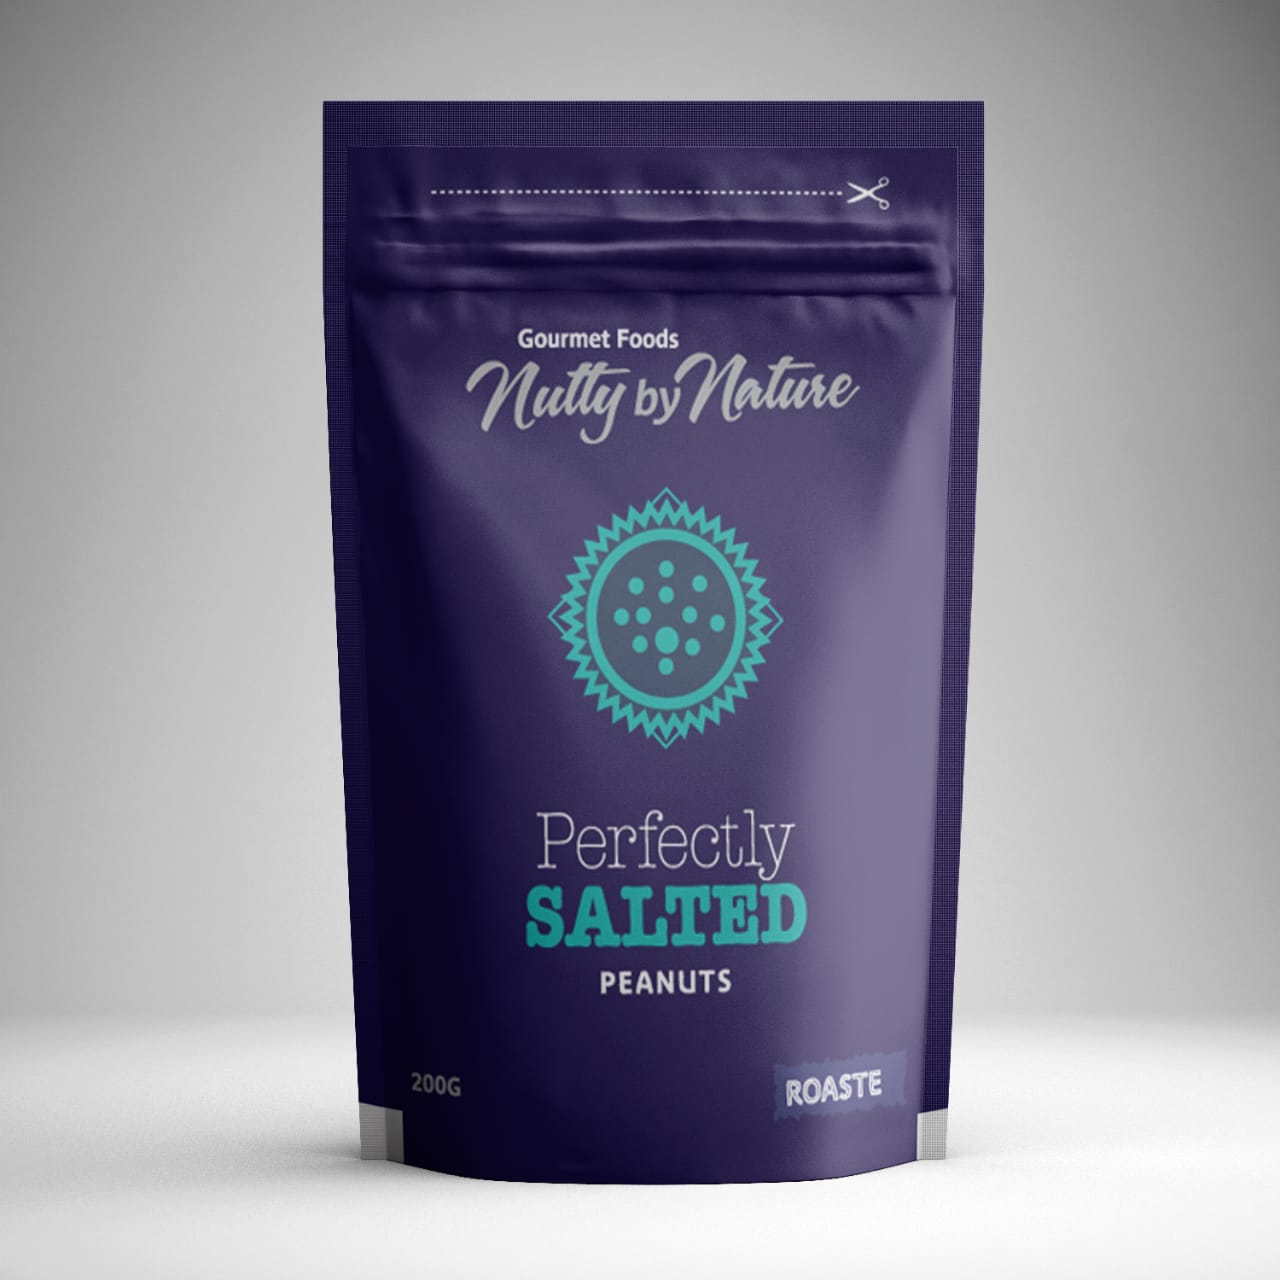 Gourmet Foods
Nutty by Nature
Perfectly
SALTED
PEANUTS
200G
ROASTE